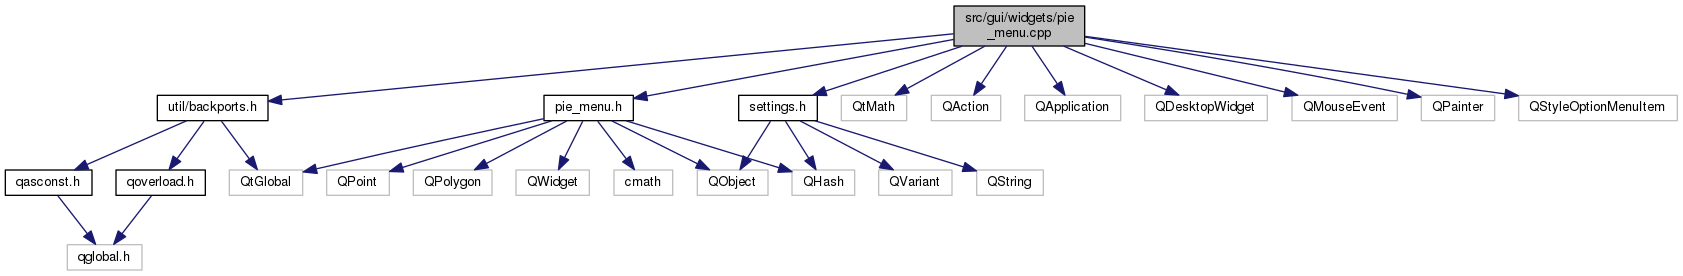 src/gui/widgets/pie
_menu.cpp
util/backports.h
pie_menu.h
settings.h
QtMath
QAction
QApplication
QDesktopWidget
QMouseEvent
QPainter
QStyleOptionMenuItem
qasconst.h
qoverload.h
QtGlobal
QPoint
QPolygon
QWidget
cmath
QObject
QHash
QVariant
QString
qglobal.h